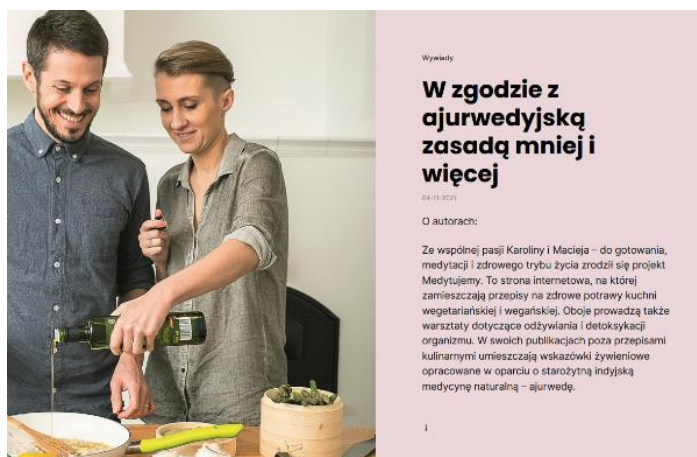 Wywiady
W zgodzie z
ajurwedyjską
zasadą mniej i
więcej
04-11-2021
O autorach:
Ze wspólnej pasji Karoliny i Macieja – do gotowania,
medytacji i zdrowego trybu życia zrodził się projekt
Medytujemy. To strona internetowa, na której
zamieszczają przepisy na zdrowe potrawy kuchni
wegetariańskiej i wegańskiej. Oboje prowadzą także
warsztaty dotyczące odżywiania i detoksykacji
organizmu. W swoich publikacjach poza przepisami
kulinarnymi umieszczają wskazówki żywieniowe
opracowane w oparciu o starożytną indyjską
medycynę naturalną – ajurwedę.
↓